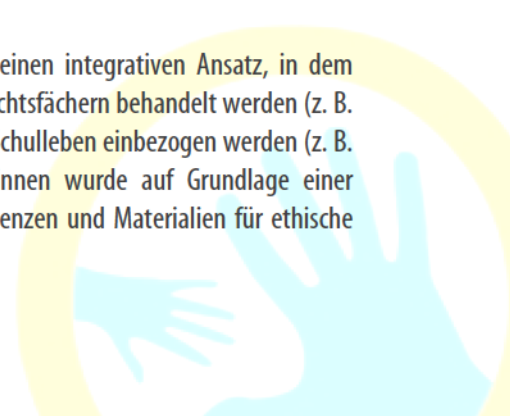 einen integrativen Ansatz, in dem
chtsfächern behandelt werden (z. B.
chulleben einbezogen werden (z. B.
nnen wurde auf Grundlage einer
enzen und Materialien für ethische